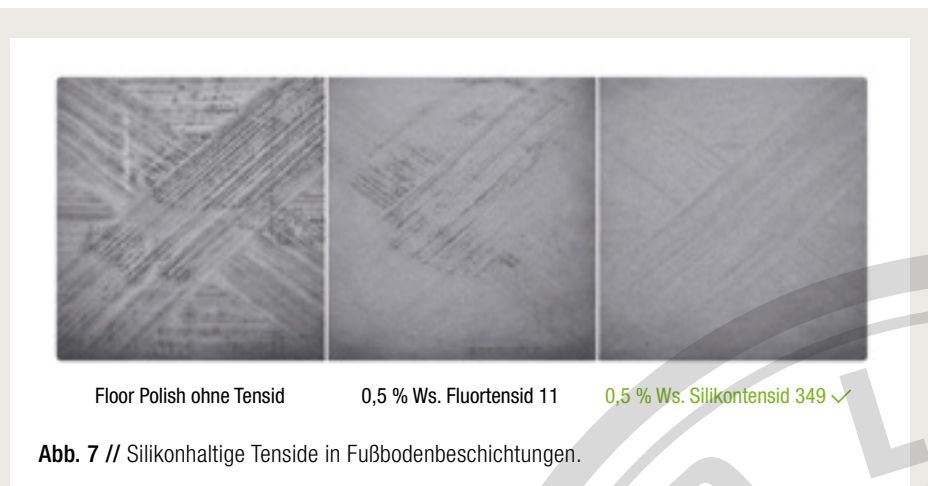 Floor Polish ohne Tensid
0,5 % Ws. Fluortensid 11
0,5 % Ws. Silikontensid 349 ✓
Abb. 7 // Silikonhaltige Tenside in Fußbodenbeschichtungen.